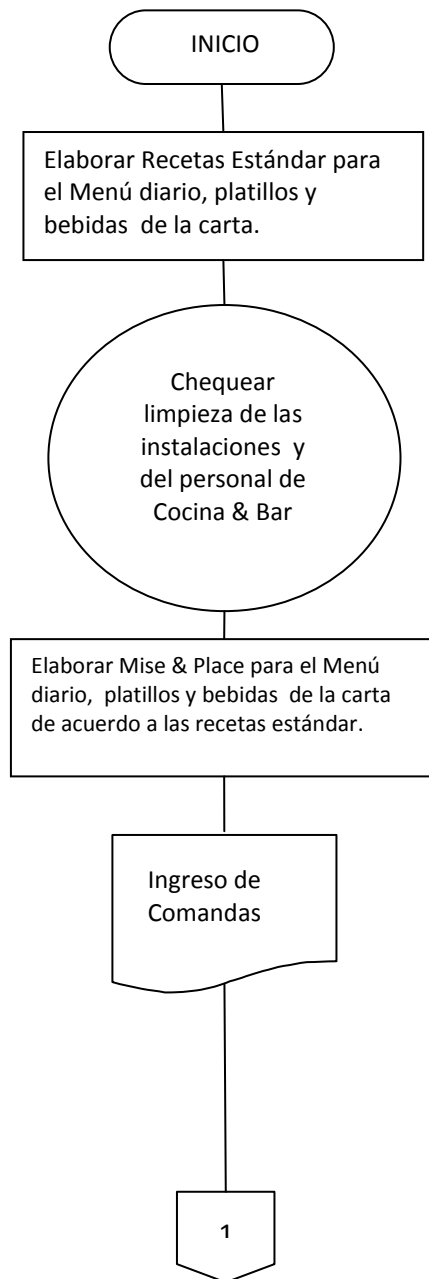 INICIO
Elaborar Recetas Estándar para
el Menú diario, platillos y
bebidas de la carta.
Chequear
limpieza de las
instalaciones y
del personal de
Cocina & Bar
Elaborar Mise & Place para el Menú
diario, platillos y bebidas de la carta
de acuerdo a las recetas estándar.
Ingreso de
Comandas
1